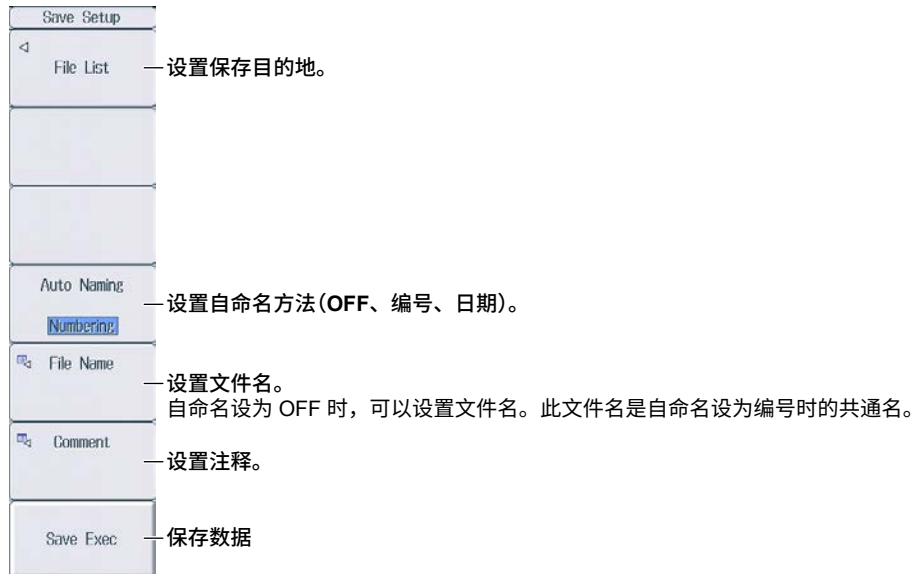 Save Setup
File List
设置保存目的地。
Auto Naming
设置自命名方法(OFF、编号、日期)。
Numbering
File Name
设置文件名。
自命名设为 OFF 时，可以设置文件名。此文件名是自命名设为编号时的共通名。
Comment
设置注释。
Save Exec
保存数据